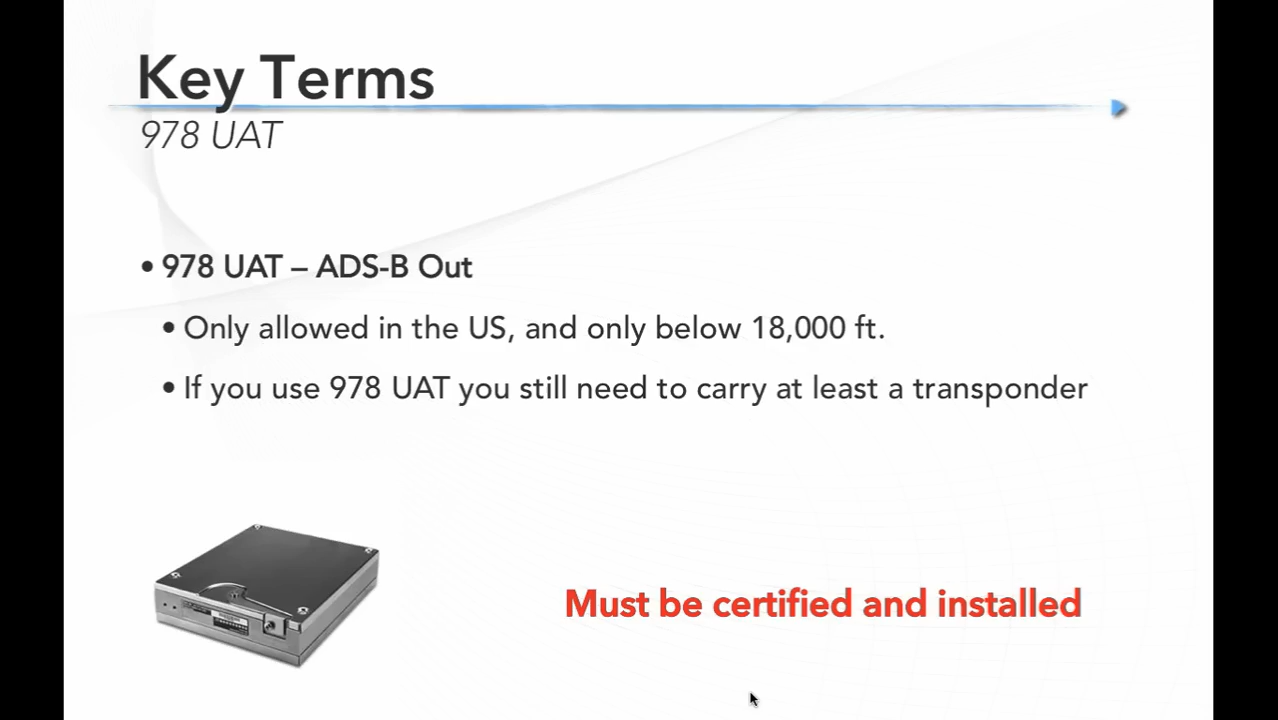 Key Terms
978 UAT
• 978 UAT – ADS-B Out
• Only allowed in the US, and only below 18,000 ft.
• If you use 978 UAT you still need to carry at least a transponder
Must be certified and installed